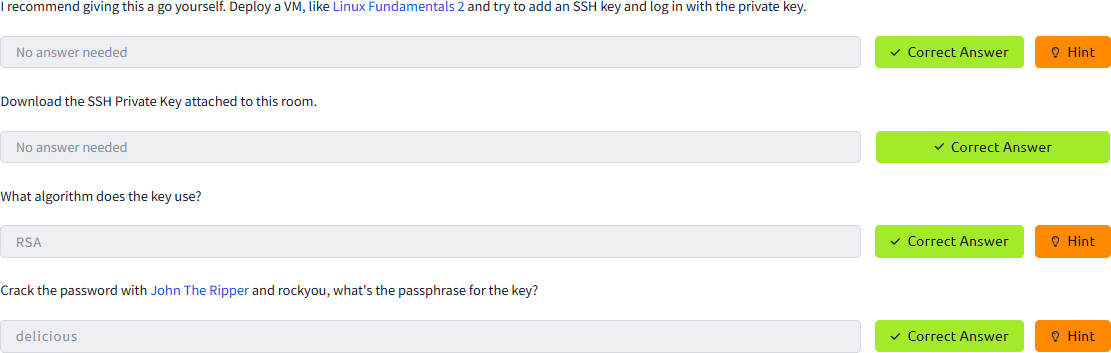 I recommend giving this a go yourself. Deploy a VM, like Linux Fundamentals 2 and try to add an SSH key and log in with the private key.
No answer needed Correct Answer Hint
Download the SSH Private Key attached to this room.
No answer needed Correct Answer
What algorithm does the key use?
RSA Correct Answer Hint
Crack the password with John The Ripper and rockyou, what's the passphrase for the key?
delicious Correct Answer Hint